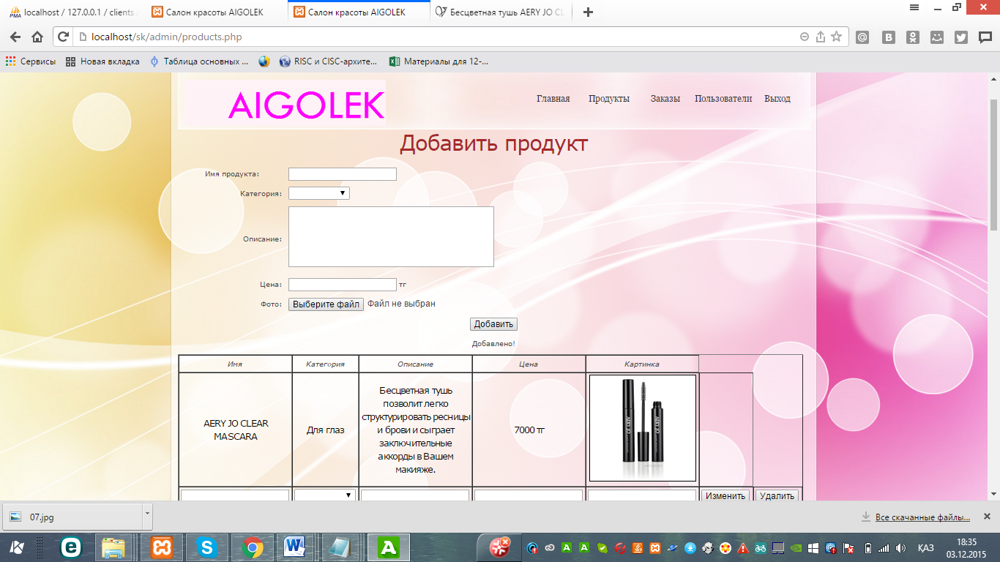 localhost / 127.0.0.1 / clients
Салон красоты AIGOLEK
Салон красоты AIGOLEK
Бесцветная тушь AERY JO CL
localhost/sk/admin/products.php
Сервисы
Новая вкладка
Таблица основных ...
RISC и CISC-архите...
Материалы для 12-...
AIGOLEK
Главная
Продукты
Заказы
Пользователи
Выход
Добавить продукт
Имя продукта:
Категория:
Описание:
Цена:
тг
Фото:
Выберите файл
Файл не выбран
Добавить
Добавлено!
Имя
Категория
Описание
Цена
Картинка
AERY JO CLEAR
MASCARA
Для глаз
Бесцветная тушь
позволит легко
структурировать ресницы
и брови и сыграет
заключительные
аккорды в Вашем
макияже.
7000 тг
AERY JO
AERY JO
Изменить
Удалить
07.jpg
Все скачанные файлы...
ҚАЗ
18:35
03.12.2015